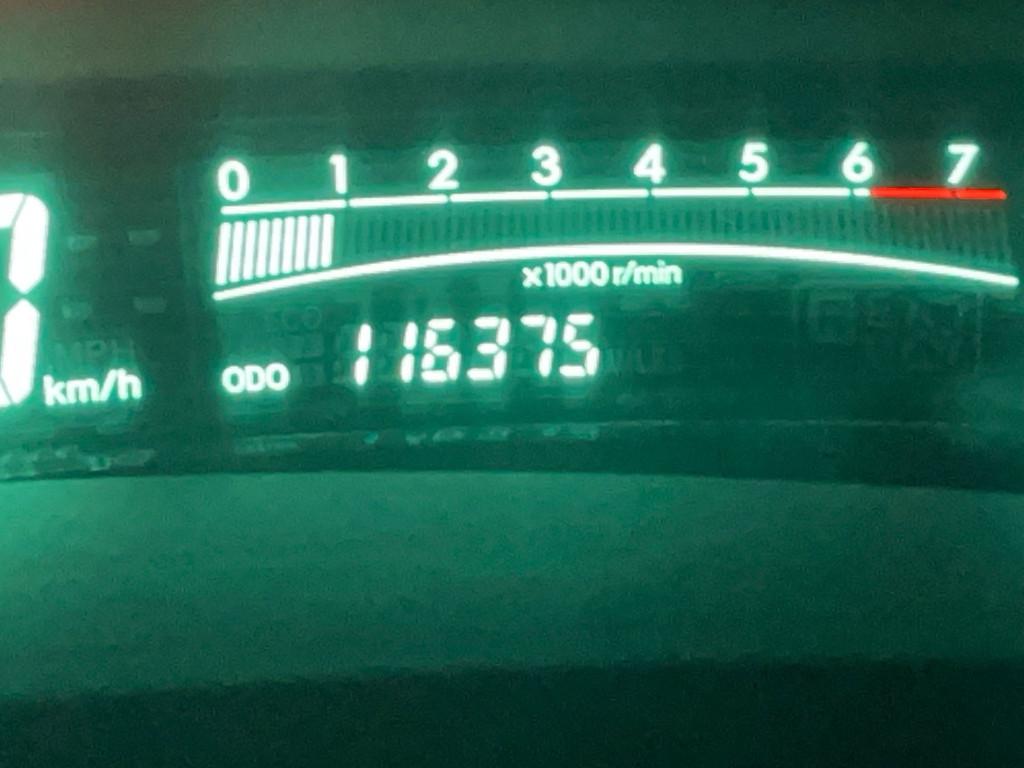 0 1 2 3 4 5 6 7
x1000 r/min
ODO 116375
km/h